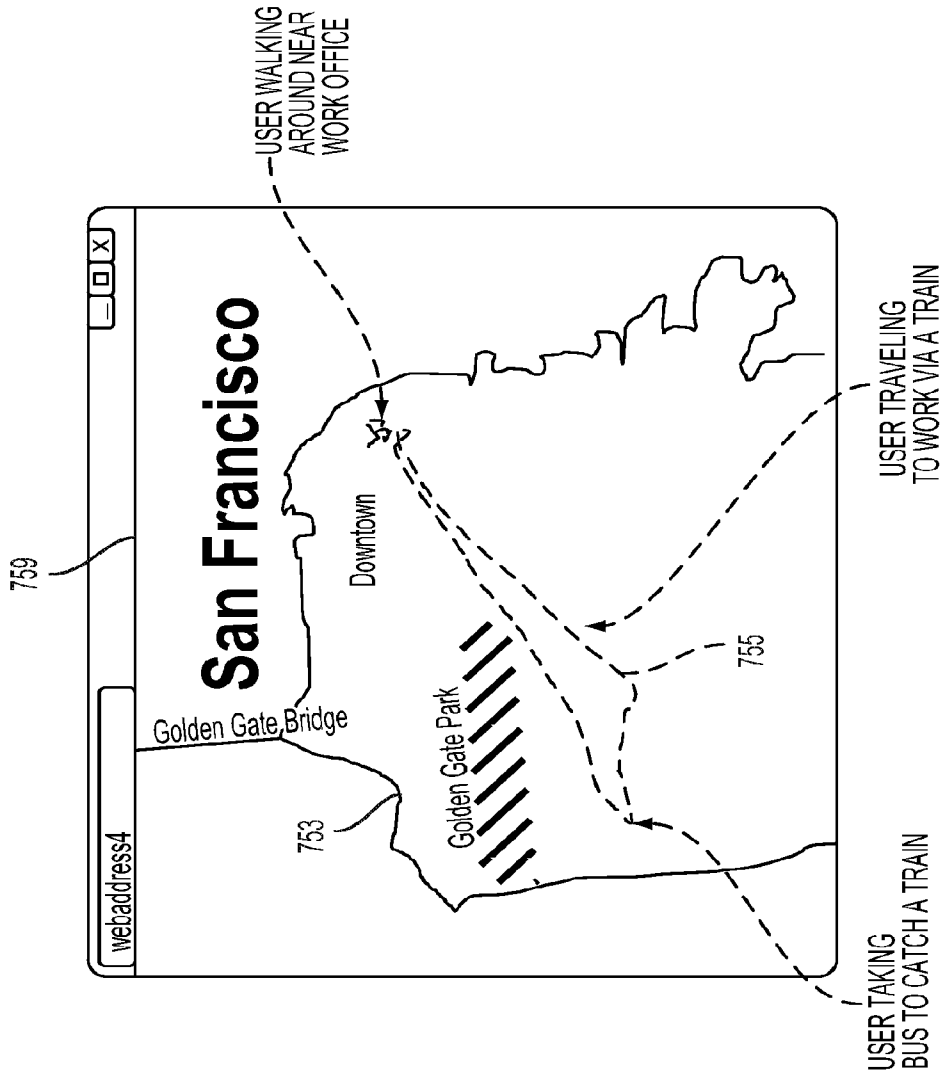 759
webaddress4
_ X
San Francisco
Golden Gate Bridge
753
Downtown
Golden Gate Park
755
USER WALKING
AROUND NEAR
WORK OFFICE
USER TRAVELING
TO WORK VIA A TRAIN
USER TAKING
BUS TO CATCH A TRAIN